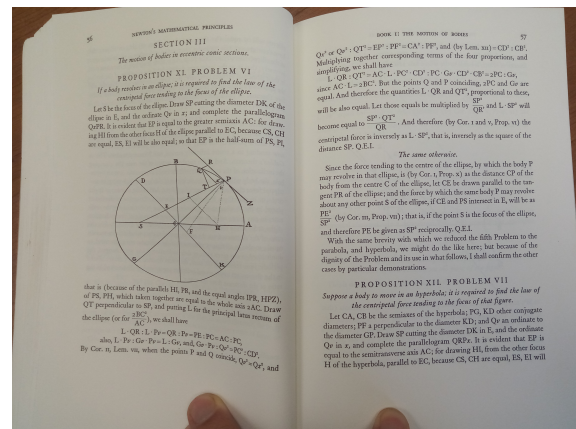 56
NEWTON'S MATHEMATICAL PRINCIPLES
SECTION III
The motion of bodies in eccentric conic sections.
PROPOSITION XI. PROBLEM VI
If a body revolves in an ellipse; it is required to find the law of the
centripetal force tending to the focus of the ellipse.
Let S be the focus of the ellipse. Draw SP cutting the diameter DK of the
ellipse in E, and the ordinate Qv in x; and complete the parallelogram
QxPR. It is evident that EP is equal to the greater semiaxis AC: for draw-
ing HI from the other focus H of the ellipse parallel to EC, because CS, CH
are equal, ES, EI will be also equal; so that EP is the half-sum of PS, PI,
B
R
D
Q
P
T
I
Z
E
S
H
A
F
G
K
that is (because of the parallels HI, PR, and the equal angles IPR, HPZ),
of PS, PH, which taken together are equal to the whole axis 2AC. Draw
QT perpendicular to SP, and putting L for the principal latus rectum of
the ellipse (or for 2BC²/AC), we shall have
L · QR : L · Pv = QR : Pv = PE : PC = AC : PC,
also, L · Pv : Gv · Pv = L : Gv, and, Gv · Pv : Qv² = PC² : CD².
By Cor. II, Lem. VII, when the points P and Q coincide, Qv² = Qx², and
BOOK I: THE MOTION OF BODIES
57
Qx² or Qv² : QT² = EP² : PF² = CA² : PF², and (by Lem. XII) = CD² : CB².
Multiplying together corresponding terms of the four proportions, and
simplifying, we shall have
L · QR : QT² = AC · L · PC² · CD² : PC · Gv · CD² · CB² = 2PC : Gv,
since AC · L = 2BC². But the points Q and P coinciding, 2PC and Gv are
equal. And therefore the quantities L · QR and QT², proportional to these,
will be also equal. Let those equals be multiplied by SP²/QR, and L · SP² will
become equal to SP² · QT²/QR. And therefore (by Cor. I and V, Prop. VI) the
centripetal force is inversely as L · SP², that is, inversely as the square of the
distance SP. Q.E.I.
The same otherwise.
Since the force tending to the centre of the ellipse, by which the body P
may revolve in that ellipse, is (by Cor. I, Prop. X) as the distance CP of the
body from the centre C of the ellipse, let CE be drawn parallel to the tan-
gent PR of the ellipse; and the force by which the same body P may revolve
about any other point S of the ellipse, if CE and PS intersect in E, will be as
PE³/SP² (by Cor. III, Prop. VII); that is, if the point S is the focus of the ellipse,
and therefore PE be given as SP² reciprocally. Q.E.I.
With the same brevity with which we reduced the fifth Problem to the
parabola, and hyperbola, we might do the like here; but because of the
dignity of the Problem and its use in what follows, I shall confirm the other
cases by particular demonstrations.
PROPOSITION XII. PROBLEM VII
Suppose a body to move in an hyperbola; it is required to find the law of
the centripetal force tending to the focus of that figure.
Let CA, CB be the semiaxes of the hyperbola; PG, KD other conjugate
diameters; PF a perpendicular to the diameter KD; and Qv an ordinate to
the diameter GP. Draw SP cutting the diameter DK in E, and the ordinate
Qv in x, and complete the parallelogram QRPx. It is evident that EP is
equal to the semitransverse axis AC; for drawing HI, from the other focus
H of the hyperbola, parallel to EC, because CS, CH are equal, ES, EI will